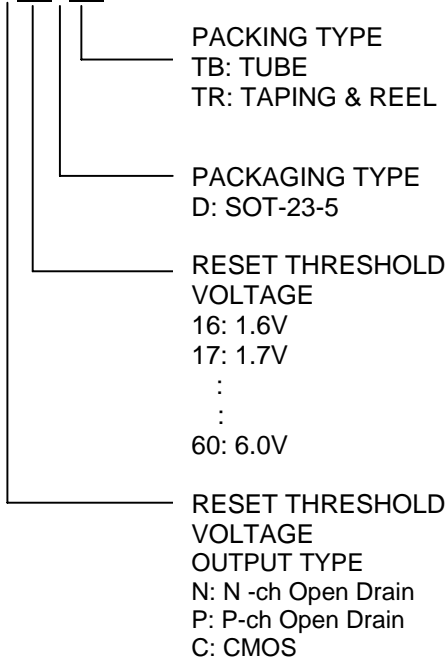 PACKING TYPE
TB: TUBE
TR: TAPING & REEL
PACKAGING TYPE
D: SOT-23-5
RESET THRESHOLD
VOLTAGE
16: 1.6V
17: 1.7V
:
:
60: 6.0V
RESET THRESHOLD
VOLTAGE
OUTPUT TYPE
N: N -ch Open Drain
P: P-ch Open Drain
C: CMOS